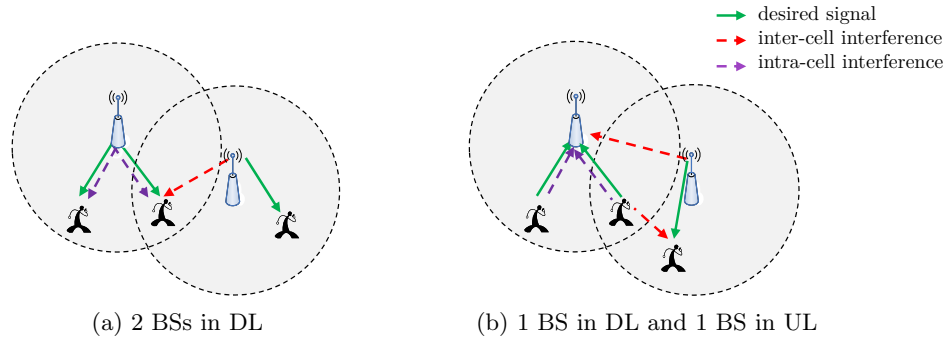 desired signal
inter-cell interference
intra-cell interference
(a) 2 BSs in DL
(b) 1 BS in DL and 1 BS in UL